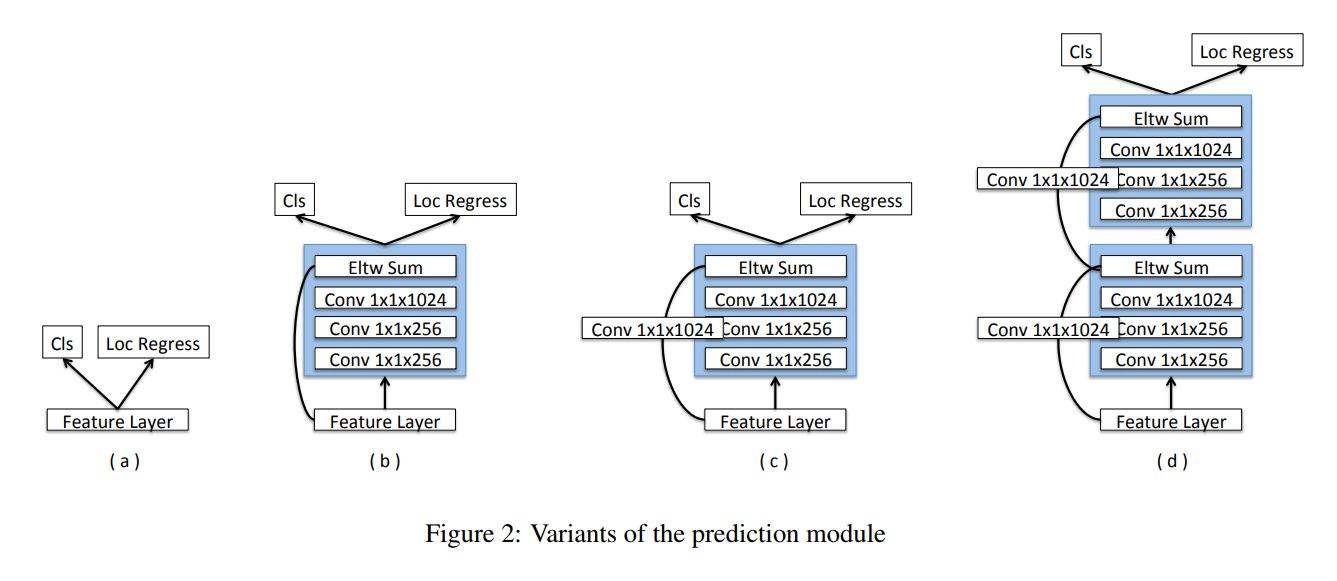 Cls
Loc Regress
Feature Layer
( a )
Cls
Loc Regress
Eltw Sum
Conv 1x1x1024
Conv 1x1x256
Conv 1x1x256
Feature Layer
( b )
Cls
Loc Regress
Eltw Sum
Conv 1x1x1024
Conv 1x1x1024
Conv 1x1x256
Conv 1x1x256
Feature Layer
( c )
Cls
Loc Regress
Eltw Sum
Conv 1x1x1024
Conv 1x1x1024
Conv 1x1x256
Conv 1x1x256
Eltw Sum
Conv 1x1x1024
Conv 1x1x1024
Conv 1x1x256
Conv 1x1x256
Feature Layer
( d )
Figure 2: Variants of the prediction module